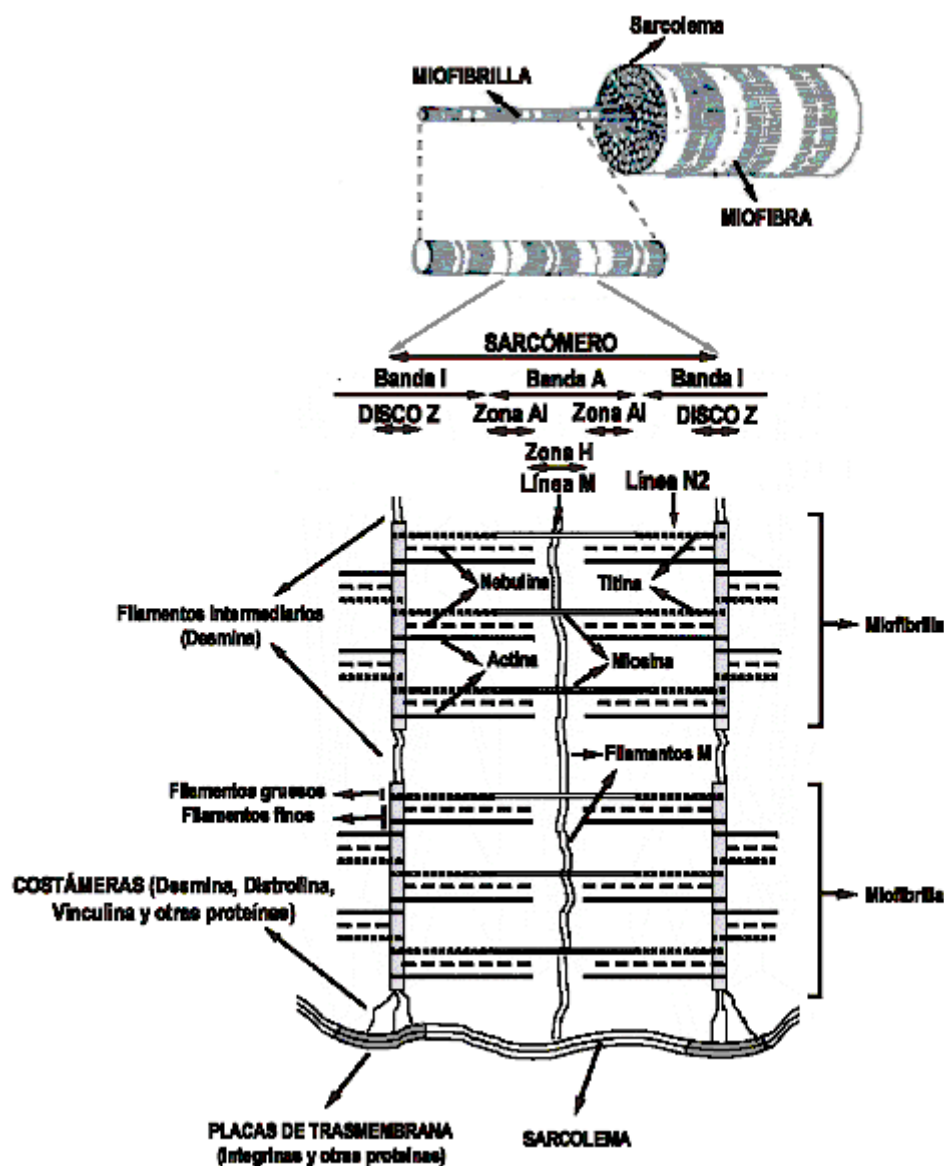 Sarcolema
MIOFIBRILLA
MIOFIBRA
SARCÓMERO
Banda I Banda A Banda I
DISCO Z Zona AI Zona AI DISCO Z
Zona H
Línea M Línea N2
Nebulina Titina
Filamentos intermediarios
(Desmina)
Miofibrilla
Actina Miosina
Filamentos M
Filamentos gruesos
Filamentos finos
COSTÁMERAS (Desmina, Distrofina,
Vinculina y otras proteínas)
Miofibrilla
PLACAS DE TRASMEMBRANA
(Integrinas y otras proteinas)
SARCOLEMA